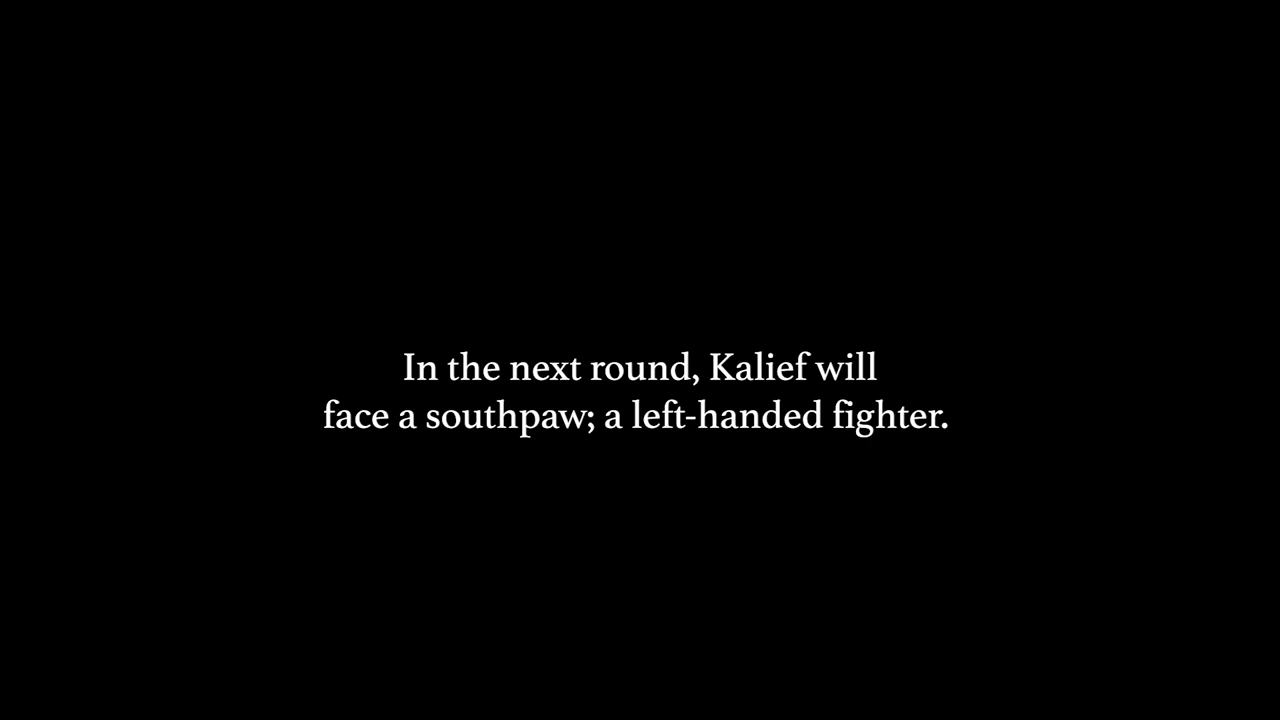 In the next round, Kalief will
face a southpaw; a left-handed fighter.